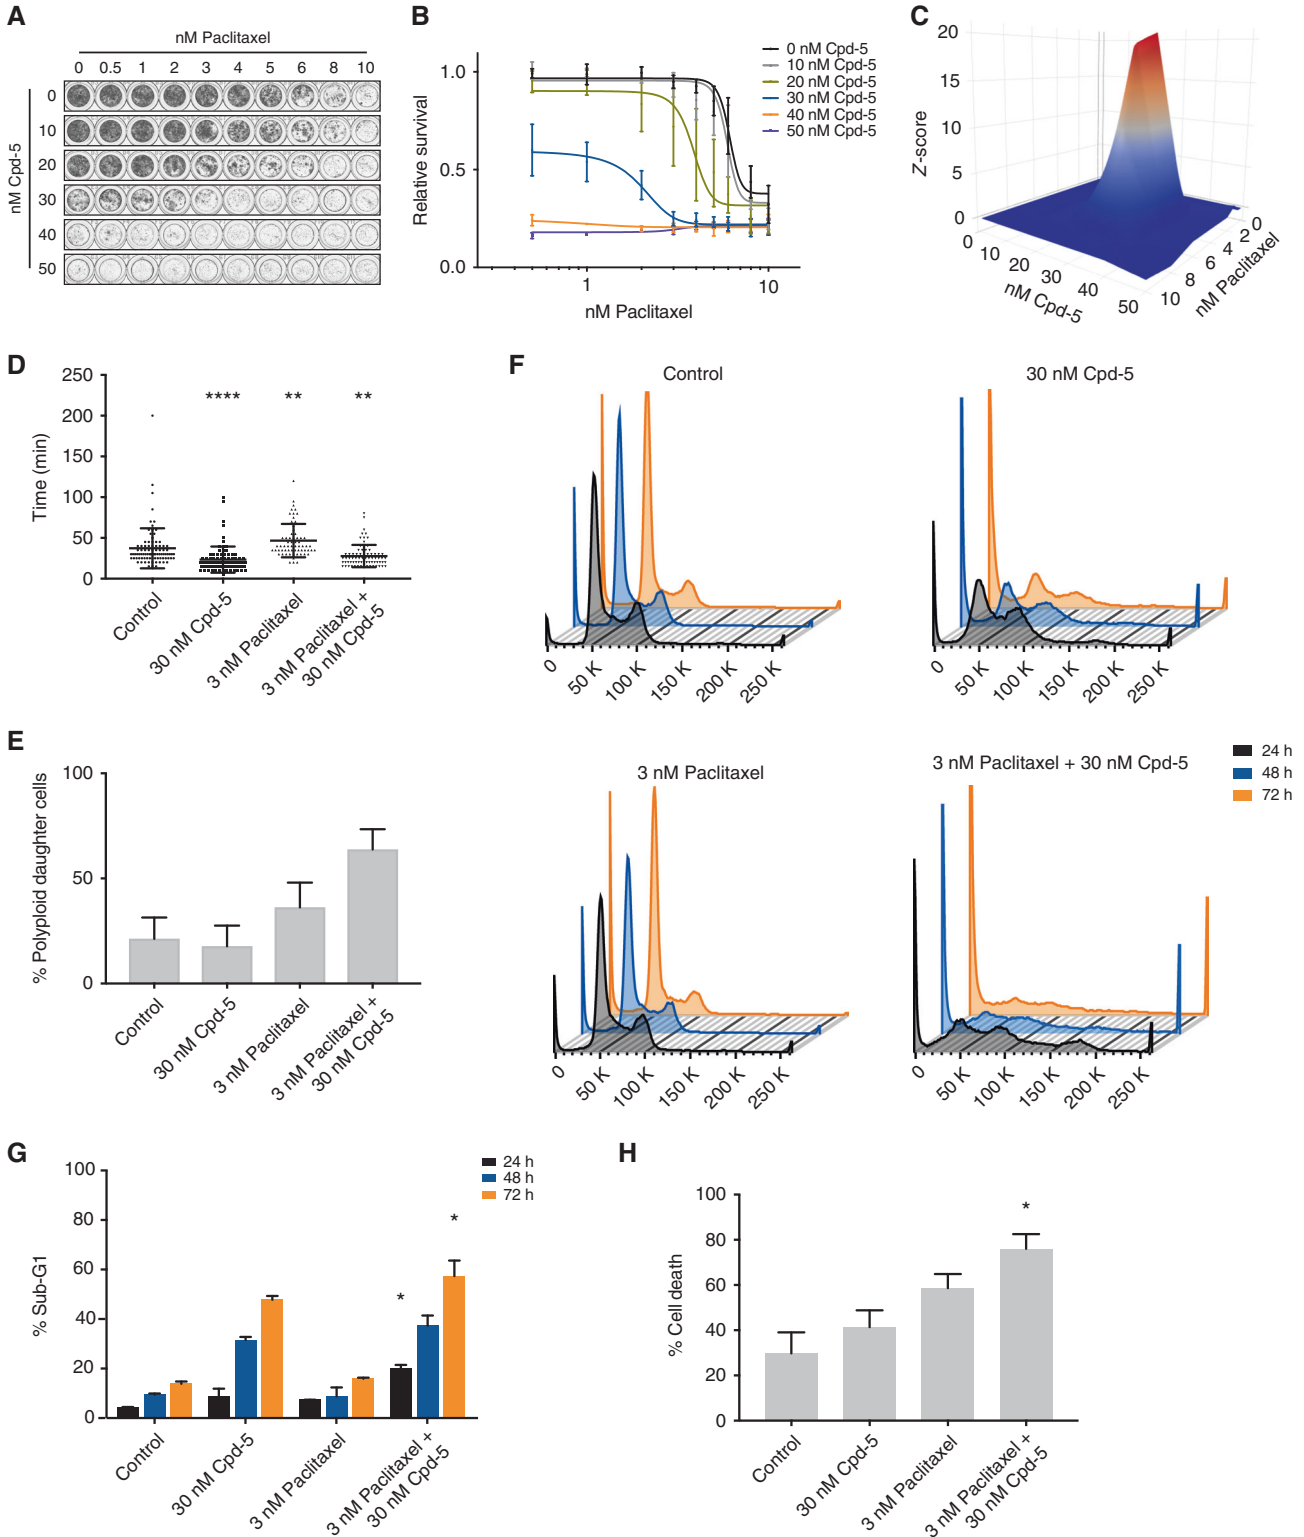 A
nM Paclitaxel
0 0.5 1 2 3 4 5 6 8 10
nM Cpd-5
0
10
20
30
40
50
B
Relative survival
1.0
0.5
0.0
1 10
nM Paclitaxel
0 nM Cpd-5
10 nM Cpd-5
20 nM Cpd-5
30 nM Cpd-5
40 nM Cpd-5
50 nM Cpd-5
C
Z-score
20
15
10
5
0
0 10 20 30 40 50
nM Cpd-5
10 8 6 4 2 0
nM Paclitaxel
D
Time (min)
250
200
150
100
50
0
**** ** **
Control
30 nM Cpd-5
3 nM Paclitaxel
3 nM Paclitaxel +
30 nM Cpd-5
E
% Polyploid daughter cells
100
50
0
Control
30 nM Cpd-5
3 nM Paclitaxel
3 nM Paclitaxel +
30 nM Cpd-5
F
Control
0 50 K 100 K 150 K 200 K 250 K
30 nM Cpd-5
0 50 K 100 K 150 K 200 K 250 K
3 nM Paclitaxel
0 50 K 100 K 150 K 200 K 250 K
3 nM Paclitaxel + 30 nM Cpd-5
0 50 K 100 K 150 K 200 K 250 K
24 h
48 h
72 h
G
% Sub-G1
100
80
60
40
20
0
* *
24 h
48 h
72 h
Control
30 nM Cpd-5
3 nM Paclitaxel
3 nM Paclitaxel +
30 nM Cpd-5
H
% Cell death
100
80
60
40
20
0
*
Control
30 nM Cpd-5
3 nM Paclitaxel
3 nM Paclitaxel +
30 nM Cpd-5